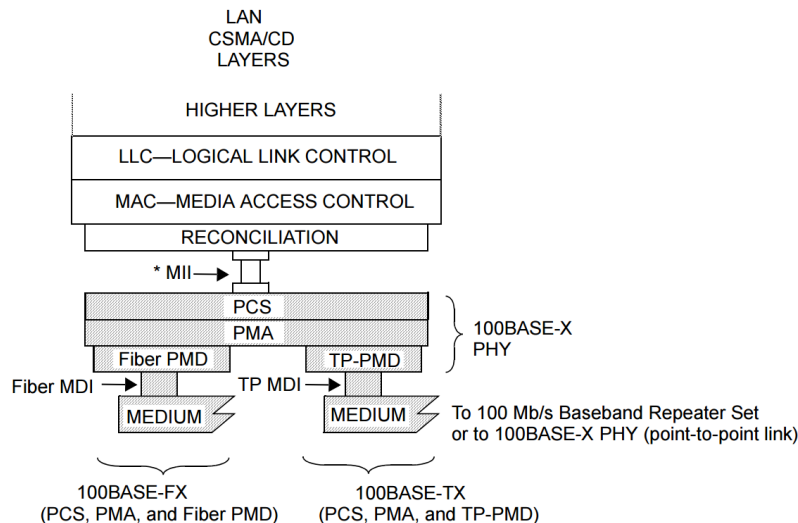 LAN
CSMA/CD
LAYERS
HIGHER LAYERS
LLC—LOGICAL LINK CONTROL
MAC—MEDIA ACCESS CONTROL
RECONCILIATION
* MII
PCS
PMA
100BASE-X
PHY
Fiber PMD
TP-PMD
Fiber MDI
TP MDI
MEDIUM
MEDIUM
To 100 Mb/s Baseband Repeater Set
or to 100BASE-X PHY (point-to-point link)
100BASE-FX
(PCS, PMA, and Fiber PMD)
100BASE-TX
(PCS, PMA, and TP-PMD)